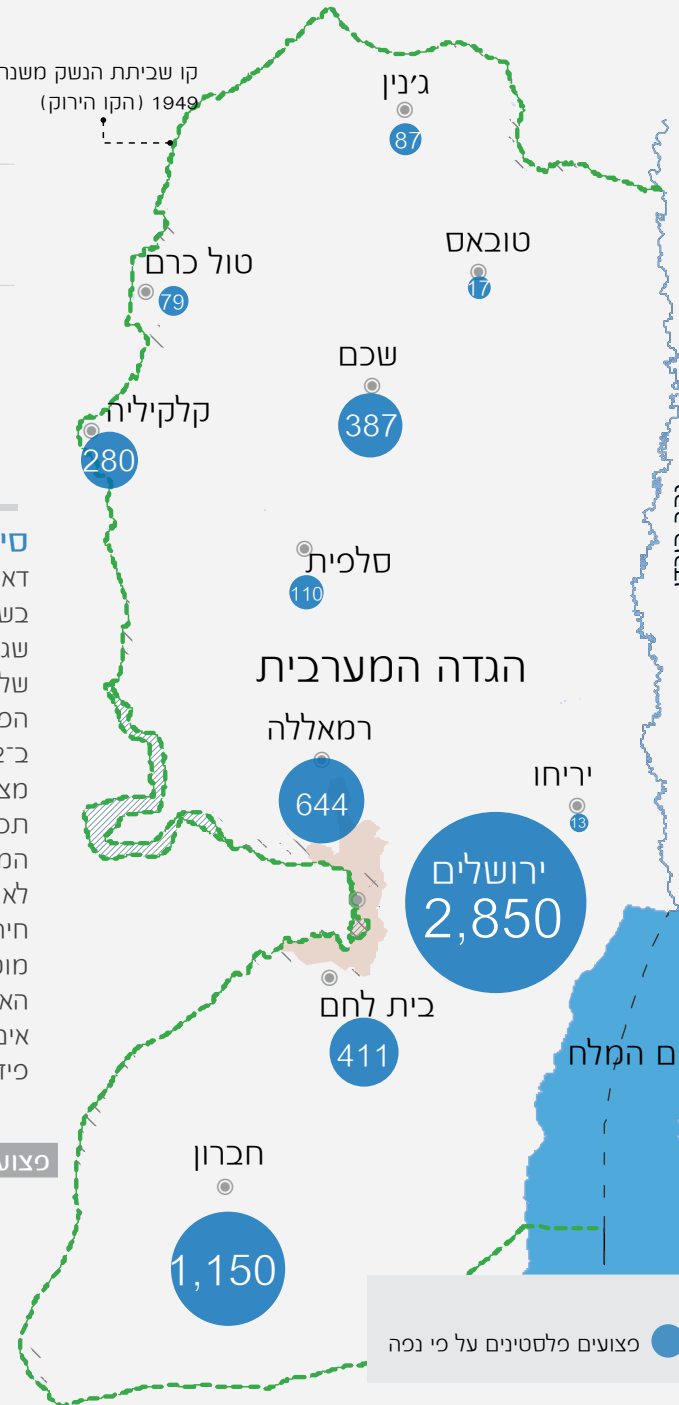 קו שביתת הנשק משנת
1949 (הקו הירוק)
ג'נין
87
טובאס
17
טול כרם
79
שכם
387
קלקיליה
280
סלפית
110
הגדה המערבית
רמאללה
644
יריחו
13
ירושלים
2,850
בית לחם
411
ם המלח
חברון
1,150
פצועים פלסטינים על פי נפה